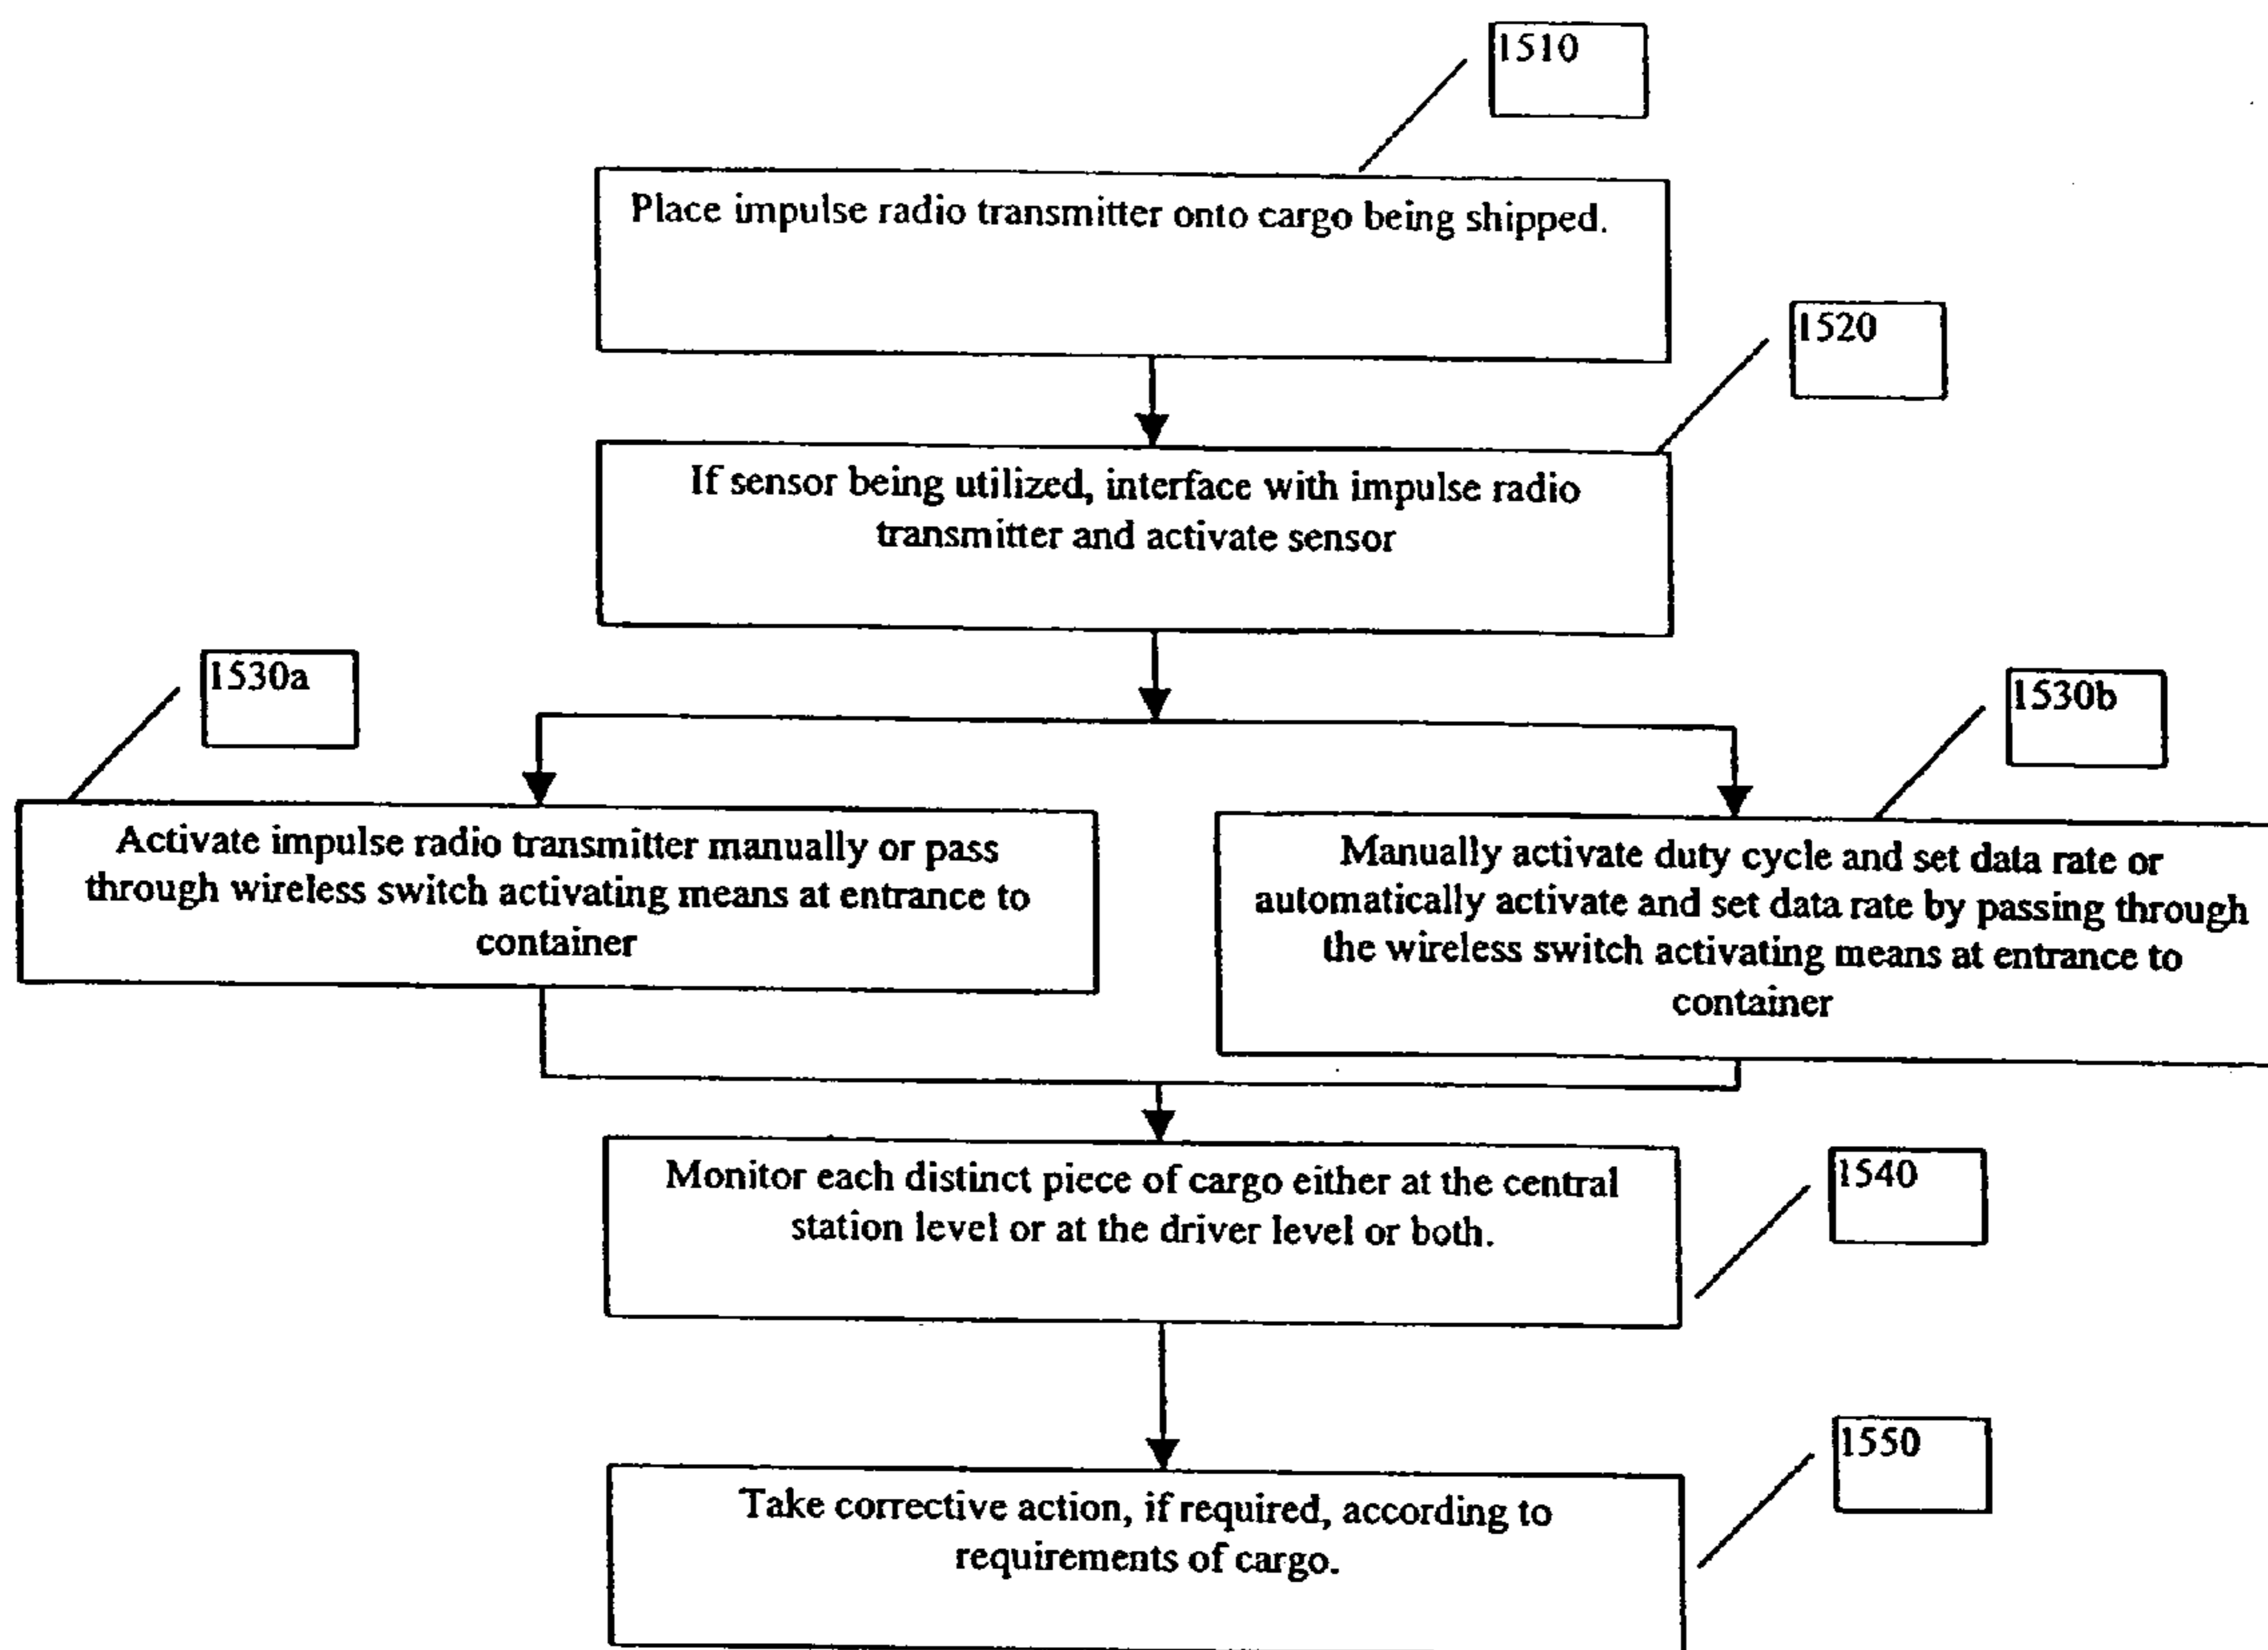 1510
Place impulse radio transmitter onto cargo being shipped.
1520
If sensor being utilized, interface with impulse radio
transmitter and activate sensor
1530a
1530b
Activate impulse radio transmitter manually or pass
through wireless switch activating means at entrance to
container
Manually activate duty cycle and set data rate or
automatically activate and set data rate by passing through
the wireless switch activating means at entrance to
container
Monitor each distinct piece of cargo either at the central
station level or at the driver level or both.
1540
1550
Take corrective action, if required, according to
requirements of cargo.